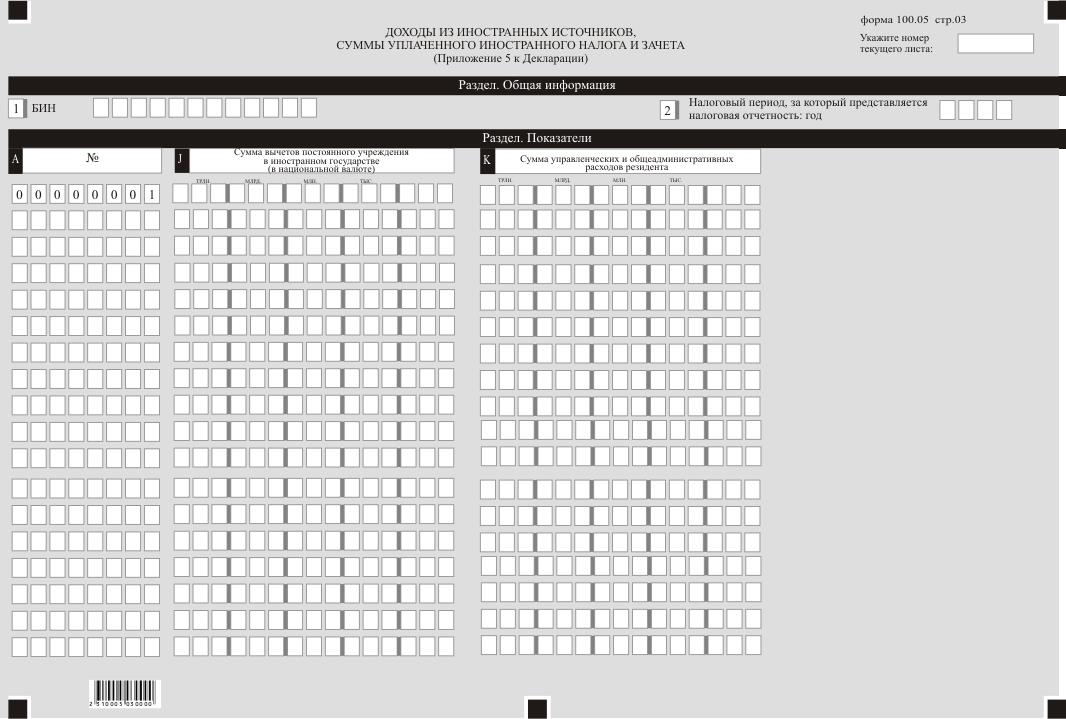 форма 100.05 стр.03
ДОХОДЫ ИЗ ИНОСТРАННЫХ ИСТОЧНИКОВ,
СУММЫ УПЛАЧЕННОГО ИНОСТРАННОГО НАЛОГА И ЗАЧЕТА
(Приложение 5 к Декларации)
Укажите номер
текущего листа:
Раздел. Общая информация
1 БИН
2 Налоговый период, за который представляется
налоговая отчетность: год
Раздел. Показатели
A №
J Сумма вычетов постоянного учреждения
в иностранном государстве
(в национальной валюте)
K Сумма управленческих и общеадминистративных
расходов резидента
ТРЛН. МЛРД. МЛН. ТЫС. ТРЛН. МЛРД. МЛН. ТЫС.
0 0 0 0 0 0 0 1
2 310005 030000